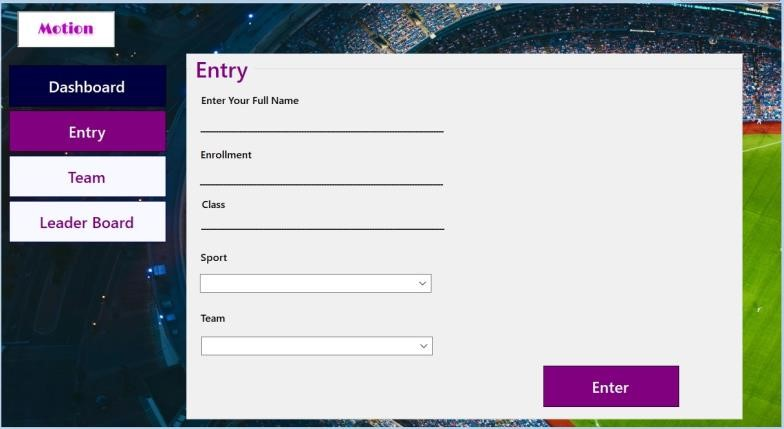 Motion
Dashboard
Entry
Team
Leader Board
Entry
Enter Your Full Name
Enrollment
Class
Sport
Team
Enter